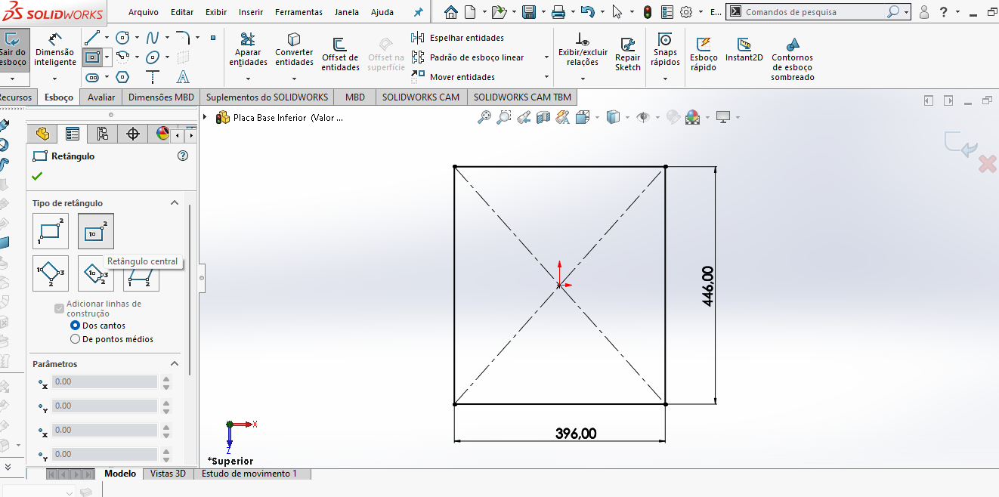 SOLIDWORKS
Arquivo Editar Exibir Inserir Ferramentas Janela Ajuda
E...
Comandos de pesquisa
?
Sair do
esboço
Dimensão
inteligente
Aparar
entidades
Converter
entidades
Offset de
entidades
Offset na
superfície
Espelhar entidades
Padrão de esboço linear
Mover entidades
Exibir/excluir
relações
Repair
Sketch
Snaps
rápidos
Esboço
rápido
Instant2D
Contornos
de esboço
sombreado
Recursos Esboço Avaliar Dimensões MBD Suplementos do SOLIDWORKS MBD SOLIDWORKS CAM SOLIDWORKS CAM TBM
Placa Base Inferior (Valor ...
Retângulo
Tipo de retângulo
Retângulo central
Adicionar linhas de
construção
Dos cantos
De pontos médios
Parâmetros
X 0.00
Y 0.00
X 0.00
Y 0.00
446,00
396,00
X
Z
*Superior
Modelo Vistas 3D Estudo de movimento 1